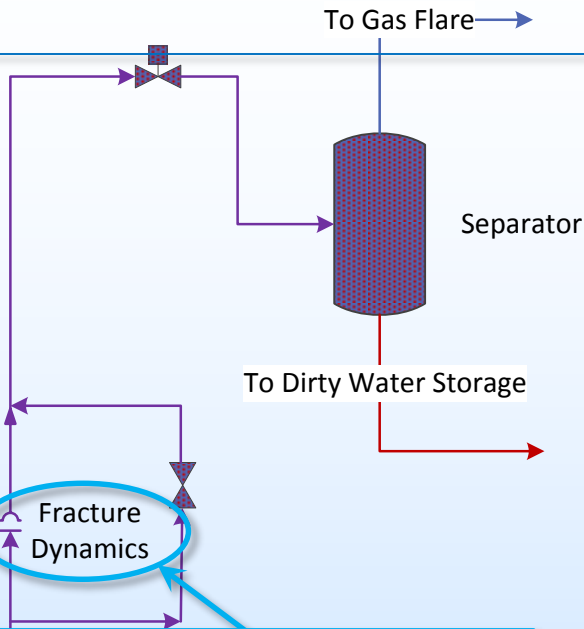 To Gas Flare
Separator
To Dirty Water Storage
Fracture
Dynamics